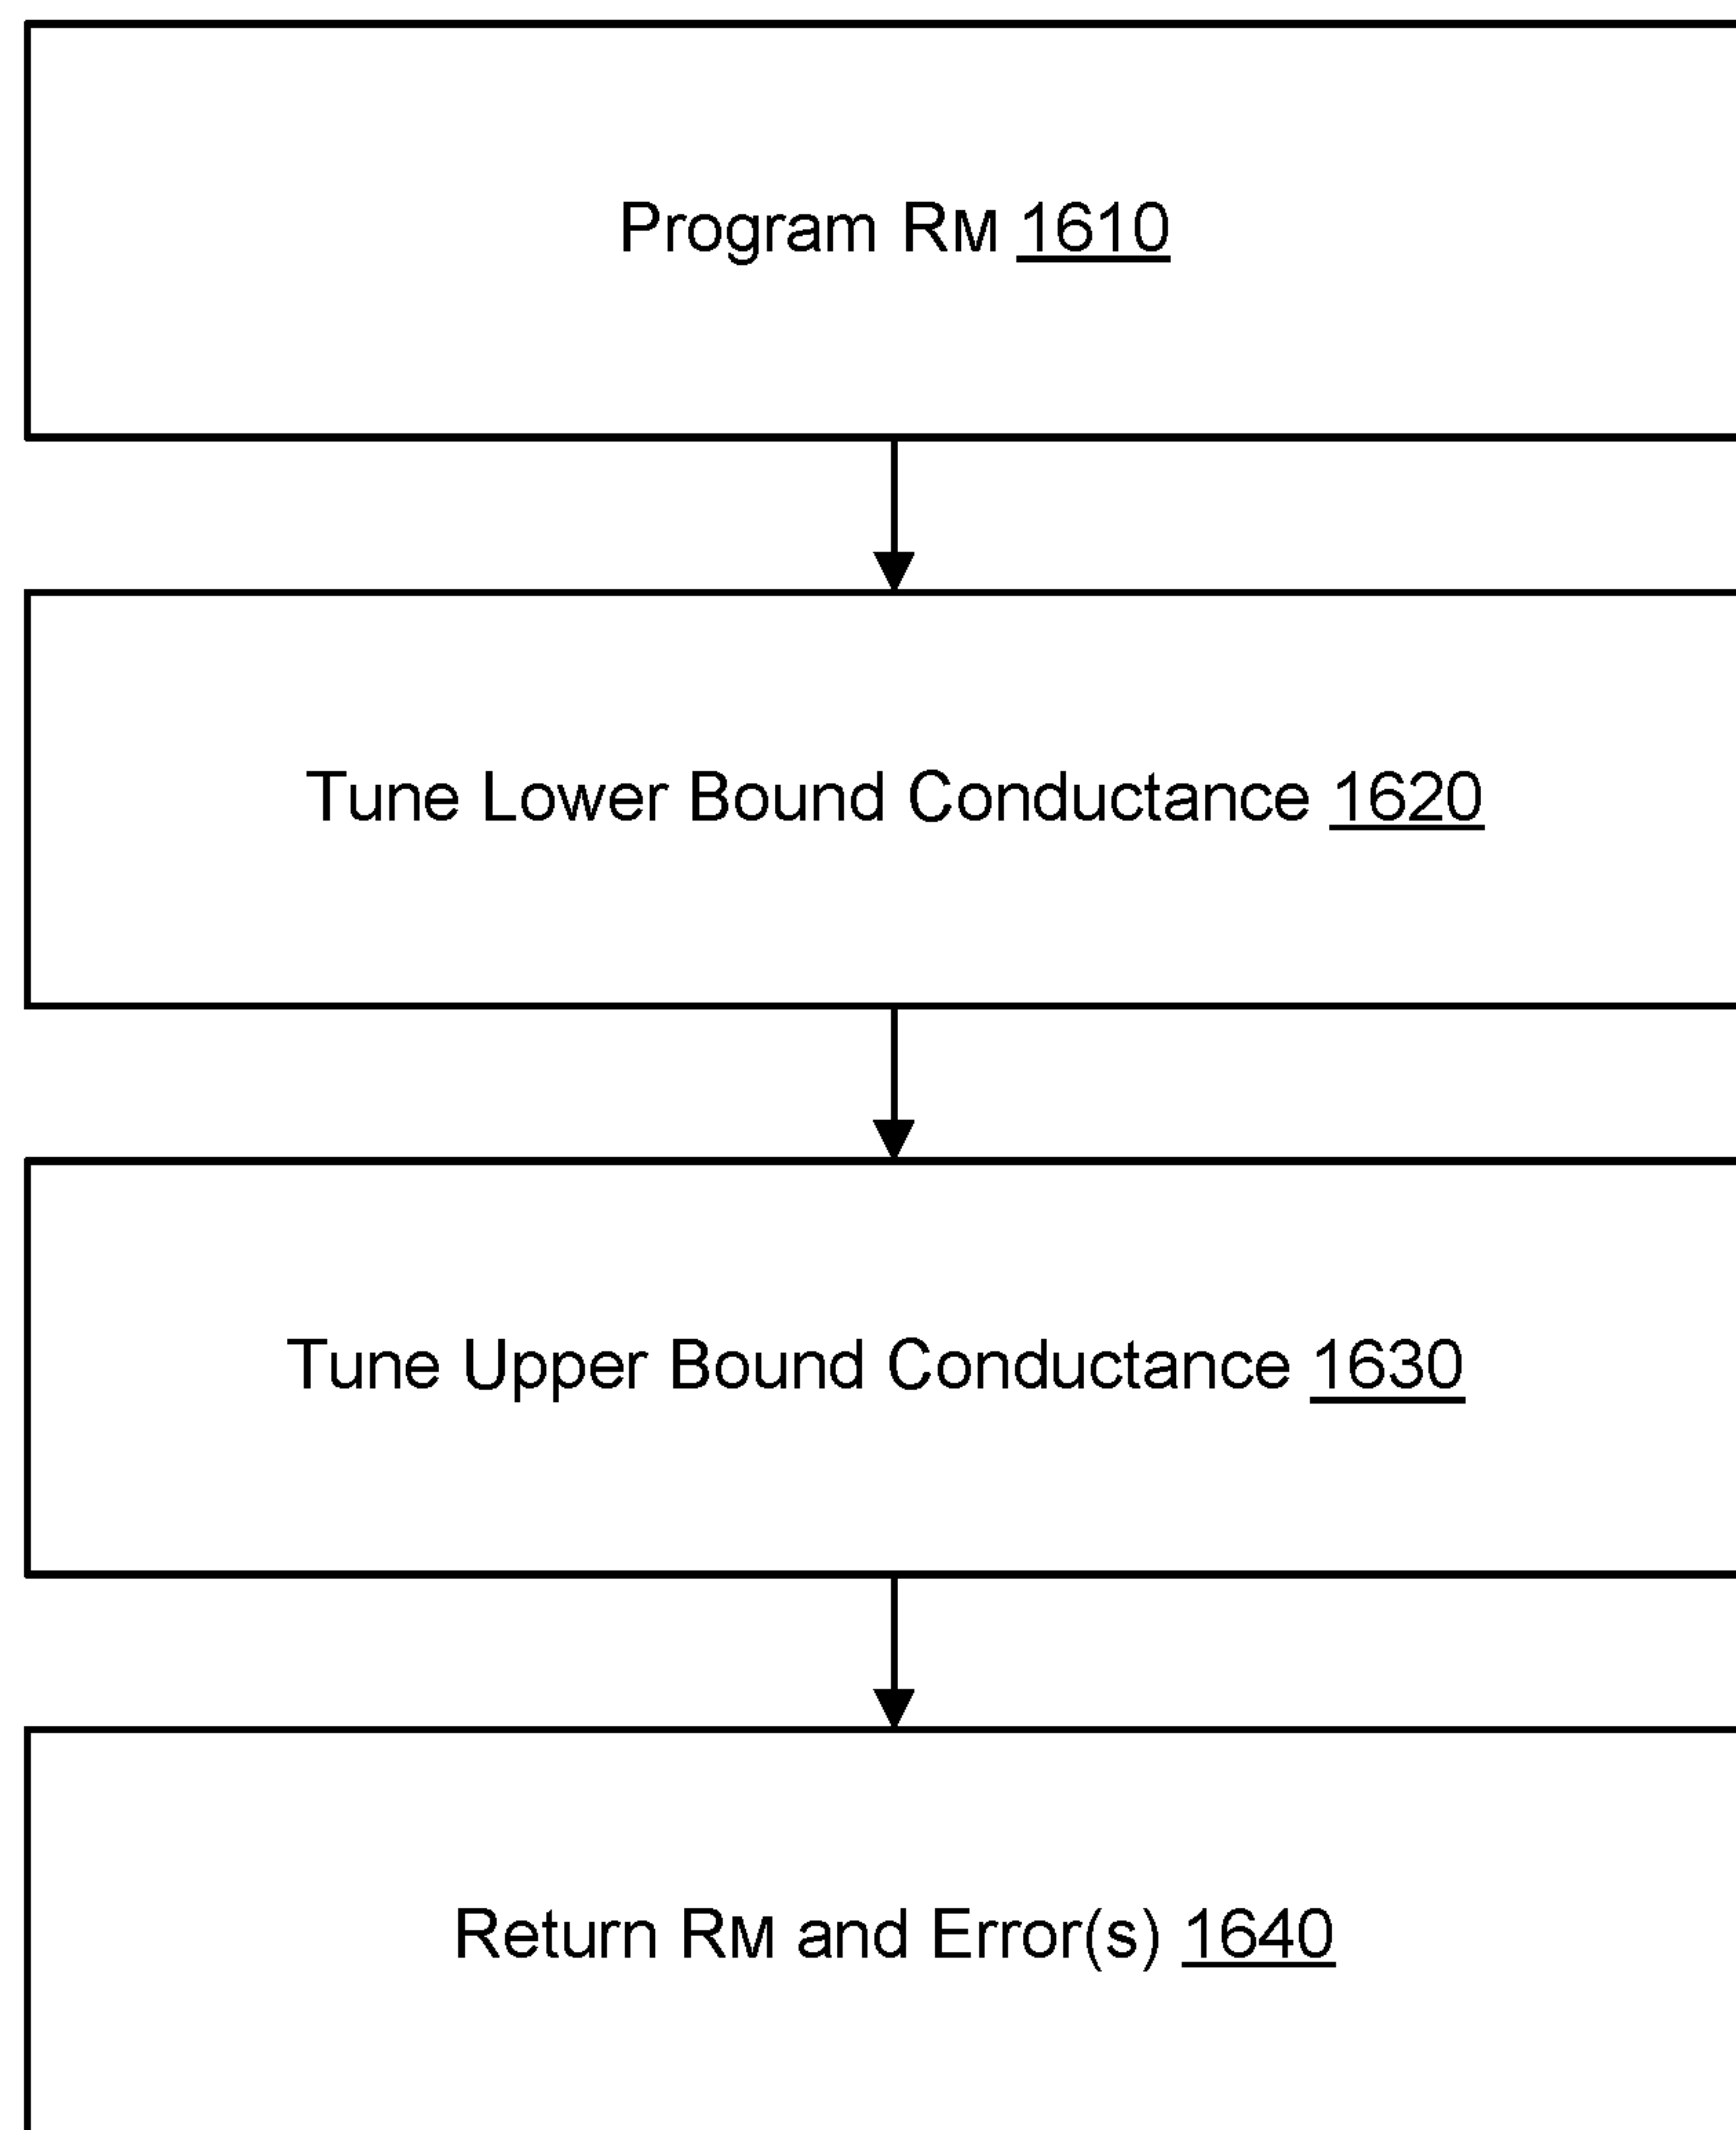 Program RM 1610
Tune Lower Bound Conductance 1620
Tune Upper Bound Conductance 1630
Return RM and Error(s) 1640